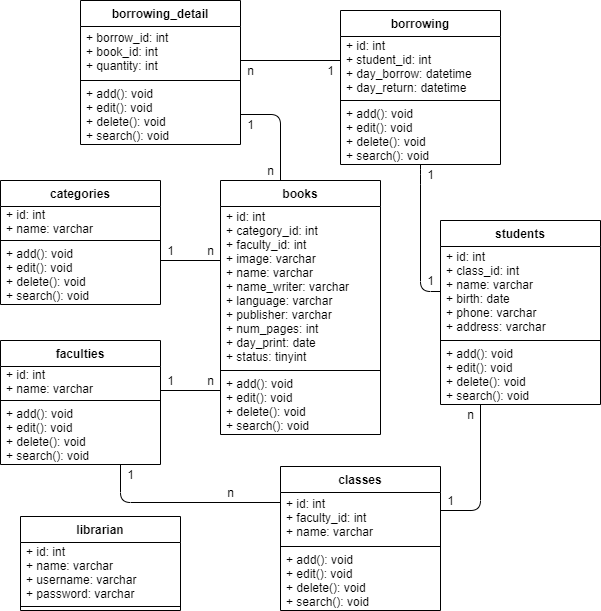 borrowing_detail
+ borrow_id: int
+ book_id: int
+ quantity: int
+ add(): void
+ edit(): void
+ delete(): void
+ search(): void
n
1
borrowing
+ id: int
+ student_id: int
+ day_borrow: datetime
+ day_return: datetime
+ add(): void
+ edit(): void
+ delete(): void
+ search(): void
1
n
1
1
categories
+ id: int
+ name: varchar
+ add(): void
+ edit(): void
+ delete(): void
+ search(): void
1
n
books
+ id: int
+ category_id: int
+ faculty_id: int
+ image: varchar
+ name: varchar
+ name_writer: varchar
+ language: varchar
+ publisher: varchar
+ num_pages: int
+ day_print: date
+ status: tinyint
+ add(): void
+ edit(): void
+ delete(): void
+ search(): void
students
+ id: int
+ class_id: int
+ name: varchar
+ birth: date
+ phone: varchar
+ address: varchar
+ add(): void
+ edit(): void
+ delete(): void
+ search(): void
n
1
faculties
+ id: int
+ name: varchar
+ add(): void
+ edit(): void
+ delete(): void
+ search(): void
1
n
1
n
classes
+ id: int
+ faculty_id: int
+ name: varchar
+ add(): void
+ edit(): void
+ delete(): void
+ search(): void
librarian
+ id: int
+ name: varchar
+ username: varchar
+ password: varchar